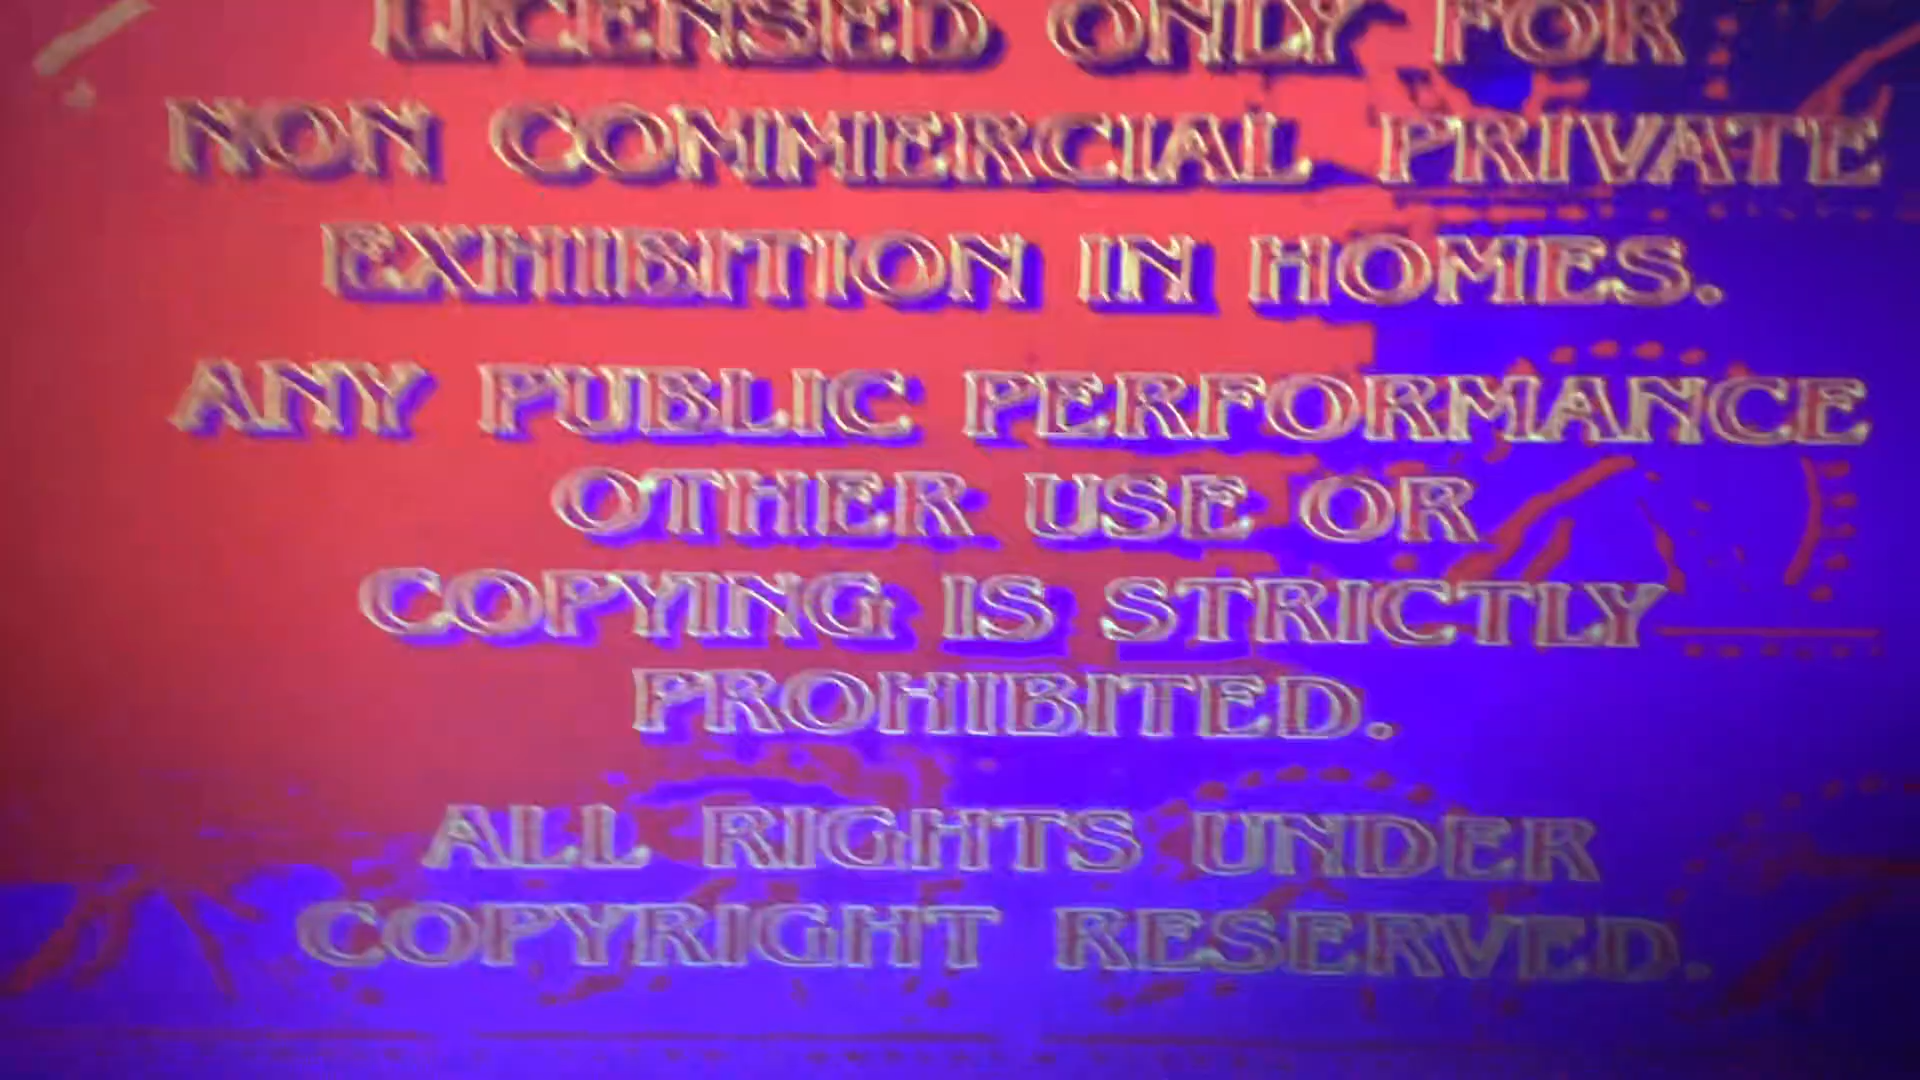 LICENSED ONLY FOR
NON COMMERCIAL PRIVATE
EXHIBITION IN HOMES.
ANY PUBLIC PERFORMANCE
OTHER USE OR
COPYING IS STRICTLY
PROHIBITED.
ALL RIGHTS UNDER
COPYRIGHT RESERVED.